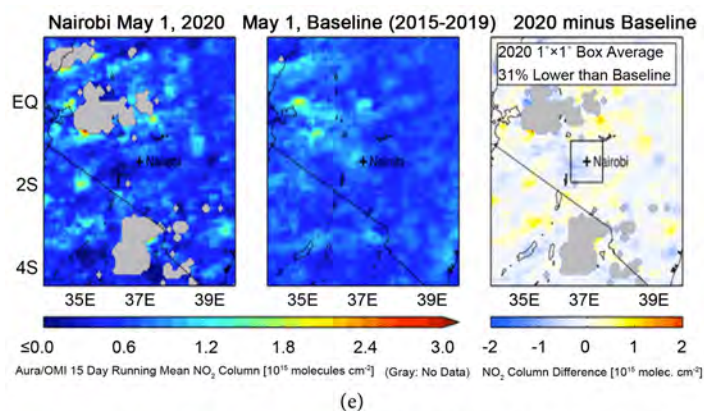 Nairobi May 1, 2020
May 1, Baseline (2015-2019)
2020 minus Baseline
2020 1°×1° Box Average
31% Lower than Baseline
EQ
2S
4S
Nairobi
Nairobi
Nairobi
35E 37E 39E
35E 37E 39E
35E 37E 39E
≤0.0 0.6 1.2 1.8 2.4 3.0
-2 -1 0 1 2
Aura/OMI 15 Day Running Mean NO₂ Column [10¹⁵ molecules cm⁻²] (Gray: No Data)
NO₂ Column Difference [10¹⁵ molec. cm⁻²]
(e)